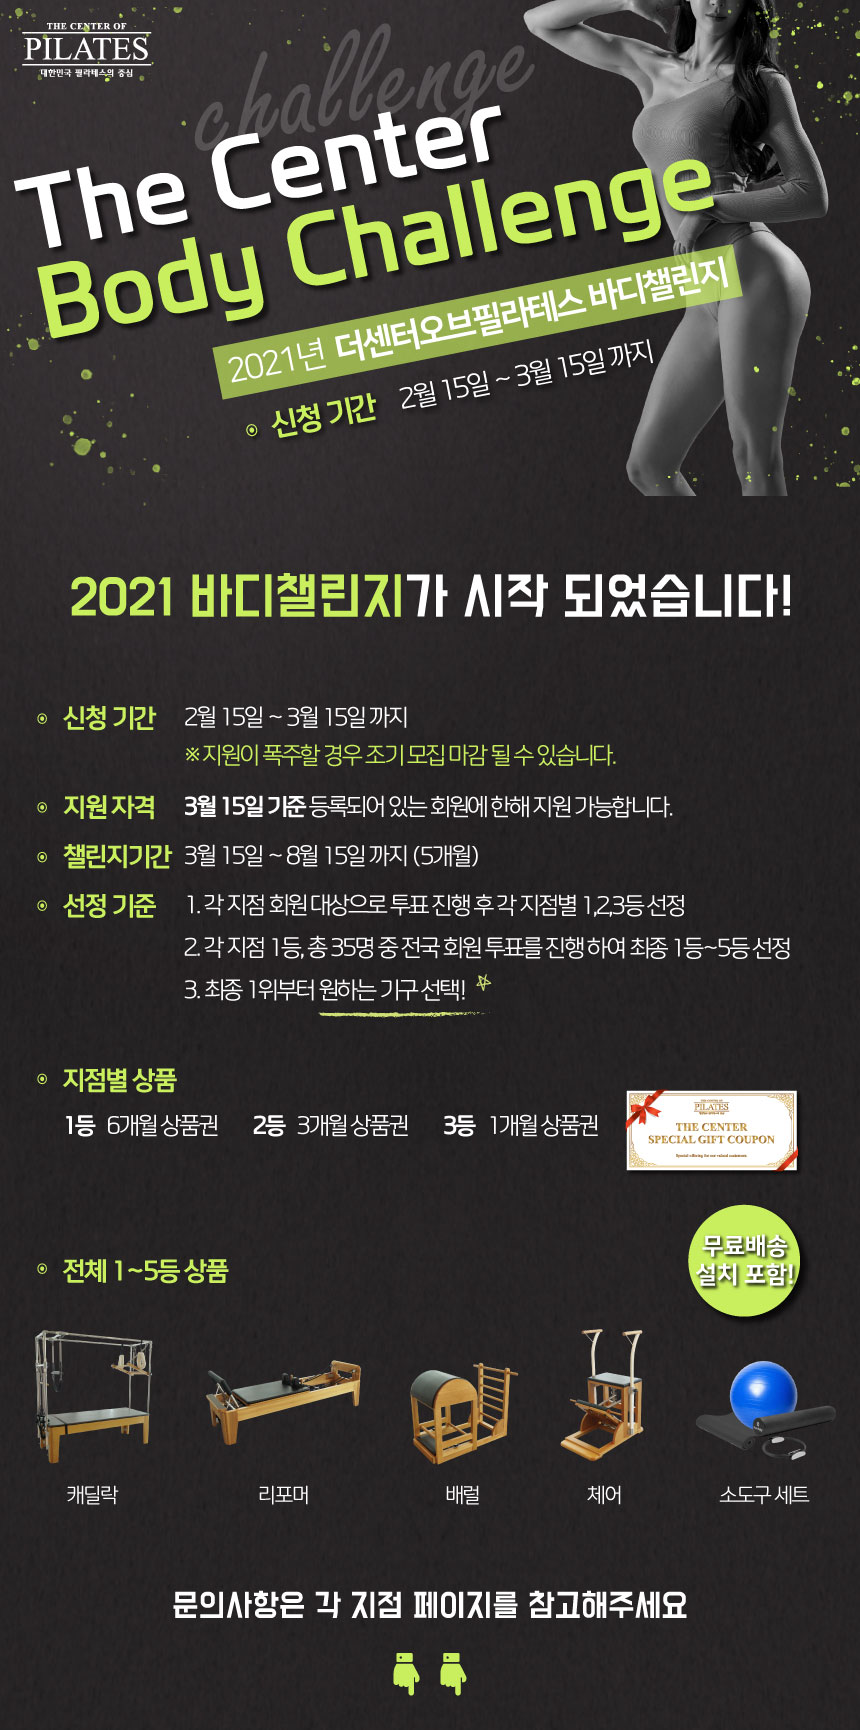 THE CENTER OF
PILATES
대한민국 필라테스의 중심
challenge
The Center
Body Challenge
2021년 더센터오브필라테스 바디챌린지
신청 기간 2월 15일 ~ 3월 15일 까지
2021 바디챌린지가 시작 되었습니다!
신청 기간 2월 15일 ~ 3월 15일 까지
※ 지원이 폭주할 경우 조기 모집 마감 될 수 있습니다.
지원 자격 3월 15일 기준 등록되어 있는 회원에 한해 지원 가능합니다.
챌린지기간 3월 15일 ~ 8월 15일 까지 (5개월)
선정 기준 1. 각 지점 회원 대상으로 투표 진행 후 각 지점별 1,2,3등 선정
2. 각 지점 1등, 총 35명 중 전국 회원 투표를 진행 하여 최종 1등~5등 선정
3. 최종 1위부터 원하는 기구 선택!
지점별 상품
1등 6개월 상품권 2등 3개월 상품권 3등 1개월 상품권
PILATES
THE CENTER
SPECIAL GIFT COUPON
Special offering for our valued customers
무료배송
설치 포함!
전체 1~5등 상품
캐딜락 리포머 배럴 체어 소도구 세트
문의사항은 각 지점 페이지를 참고해주세요